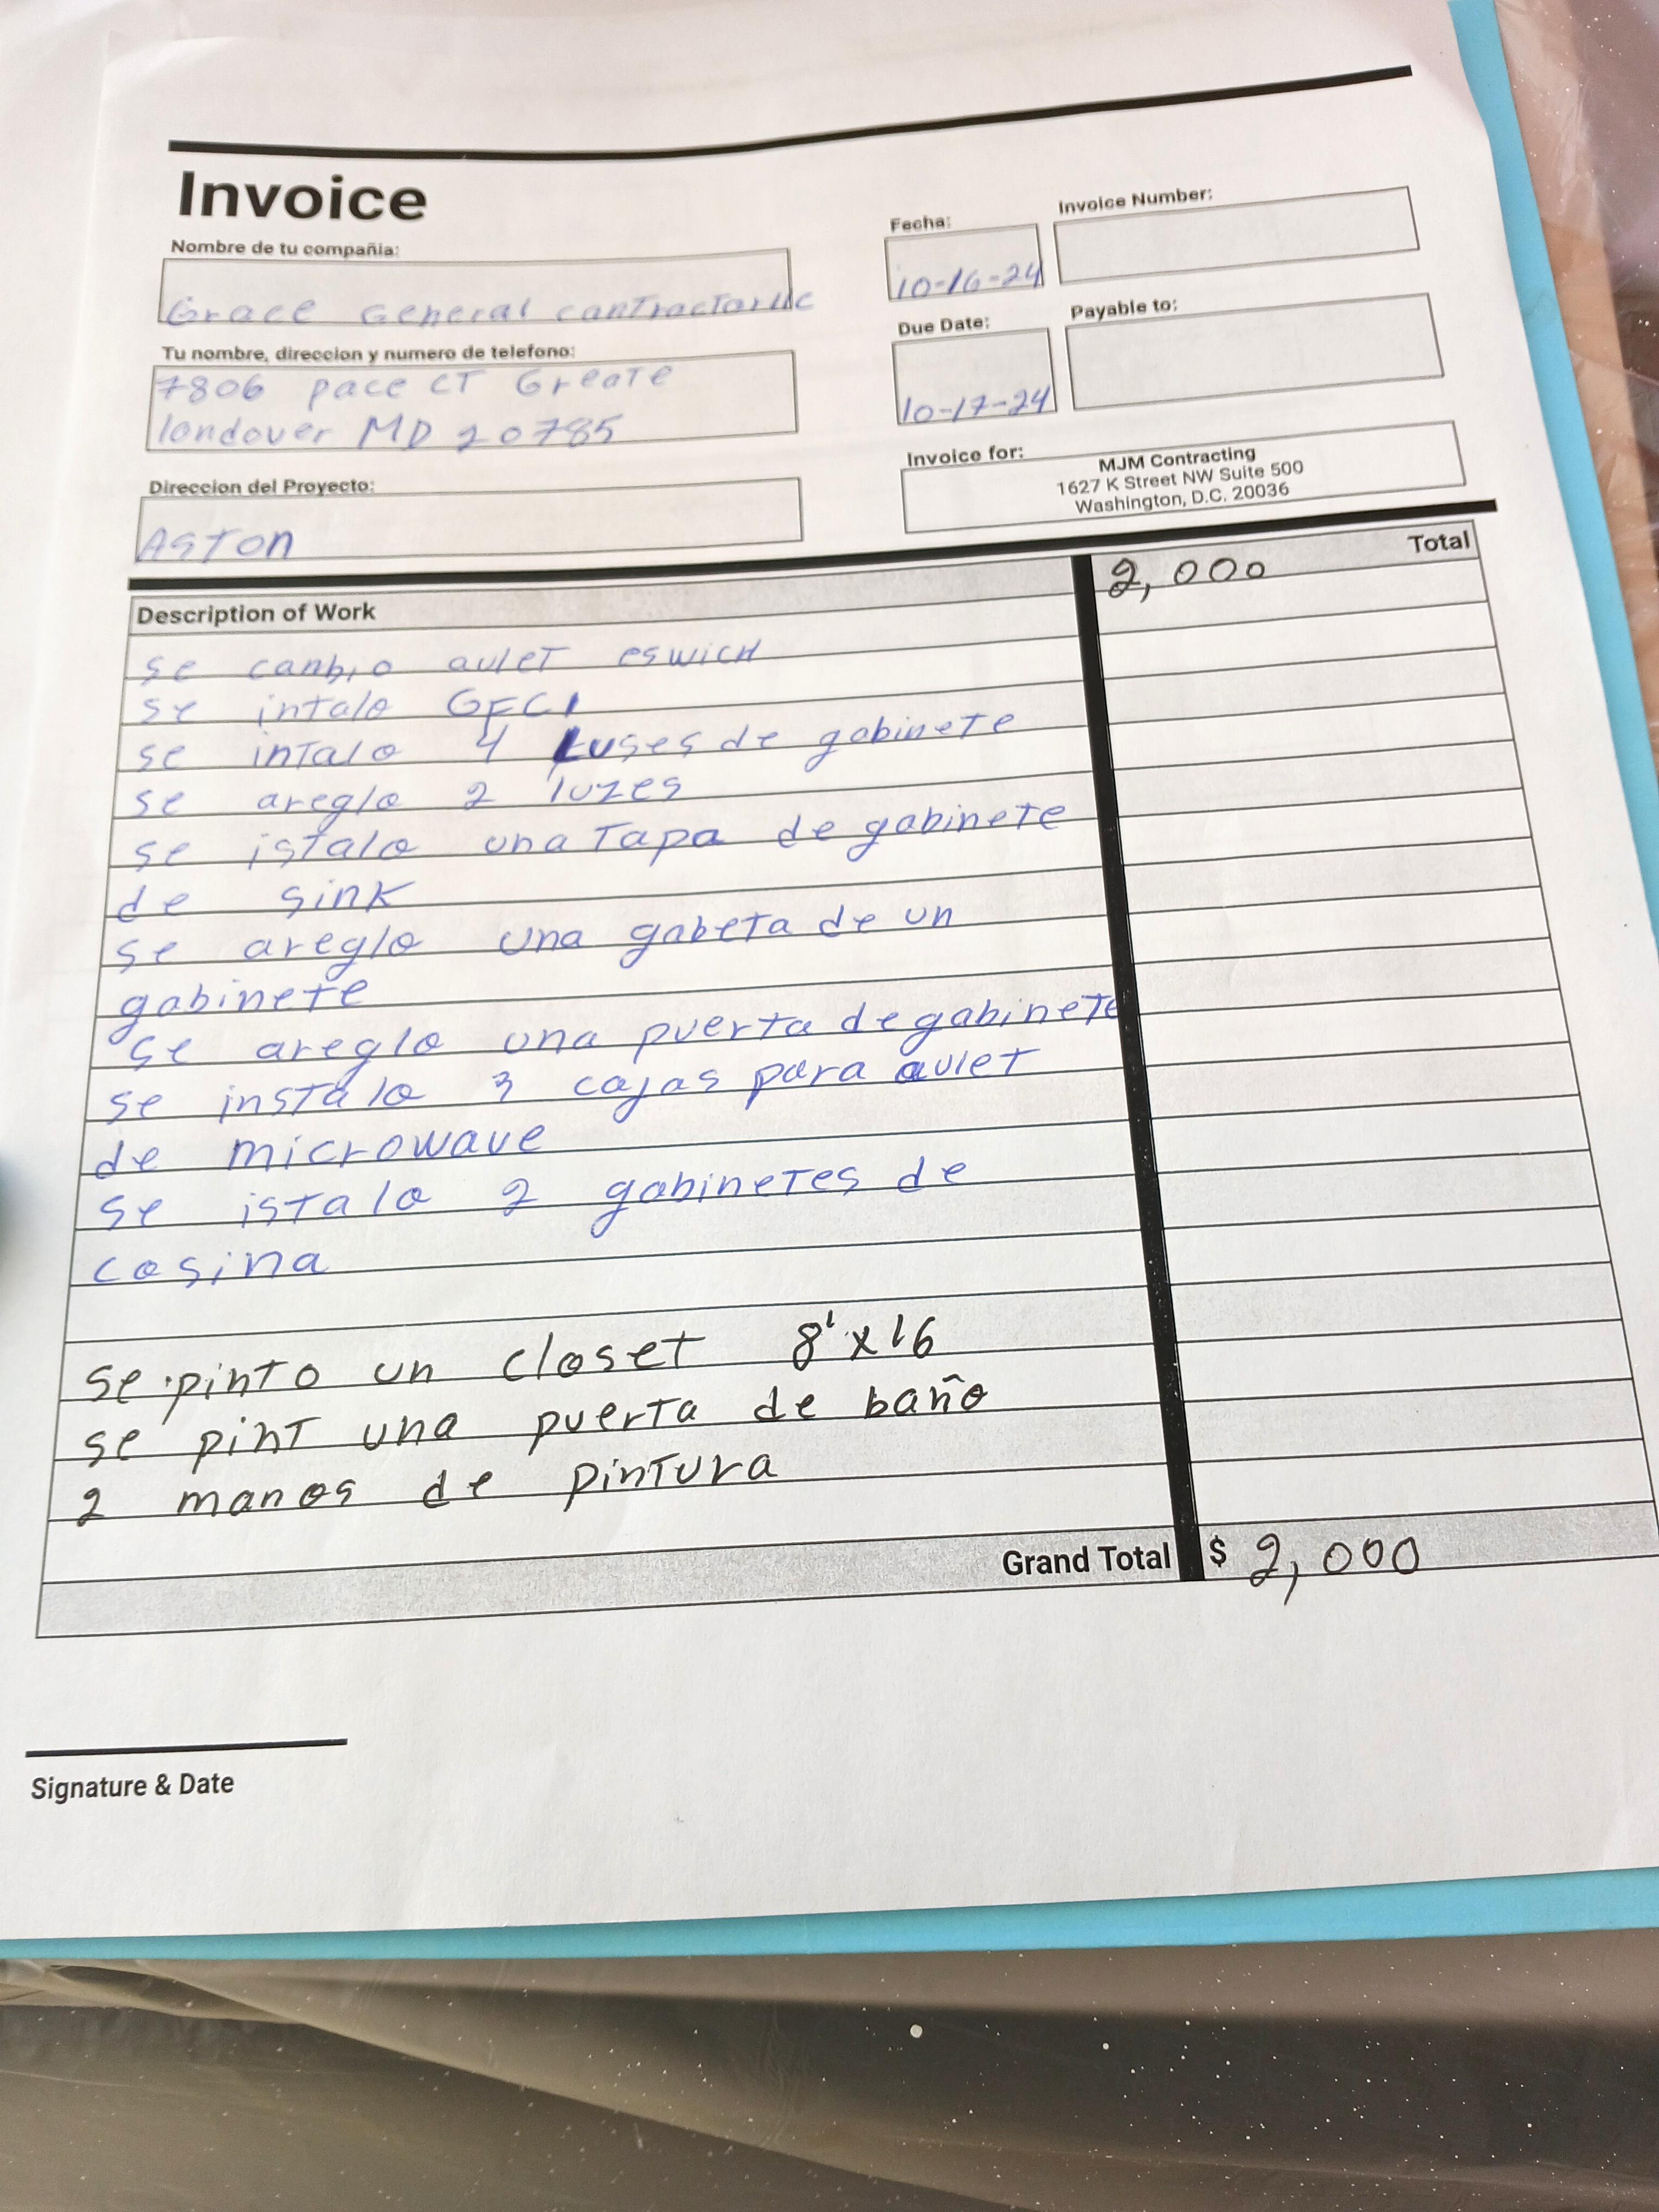 Invoice
Nombre de tu compañia:
Grace General contractor llc
Fecha:
10-16-24
Invoice Number:
Tu nombre, direccion y numero de telefono:
7806 pace CT Greate
landover MD 20785
Due Date:
10-17-24
Payable to:
Direccion del Proyecto:
Aston
Invoice for:
MJM Contracting
1627 K Street NW Suite 500
Washington, D.C. 20036
Description of Work
Total
2,000
se canbio aulet eswich
se intalo GFCI
se intalo 4 Luses de gabinete
se areglo 2 luzes
se istalo una Tapa de gabinete
de sink
se areglo una gabeta de un
gabinete
se areglo una puerta de gabinete
se instalo 3 cajas para aulet
de microwave
se istalo 2 gabinetes de
cosina
se pinto un closet 8'x16
se pint una puerta de baño
2 manos de pintura
Grand Total $ 2,000
Signature & Date